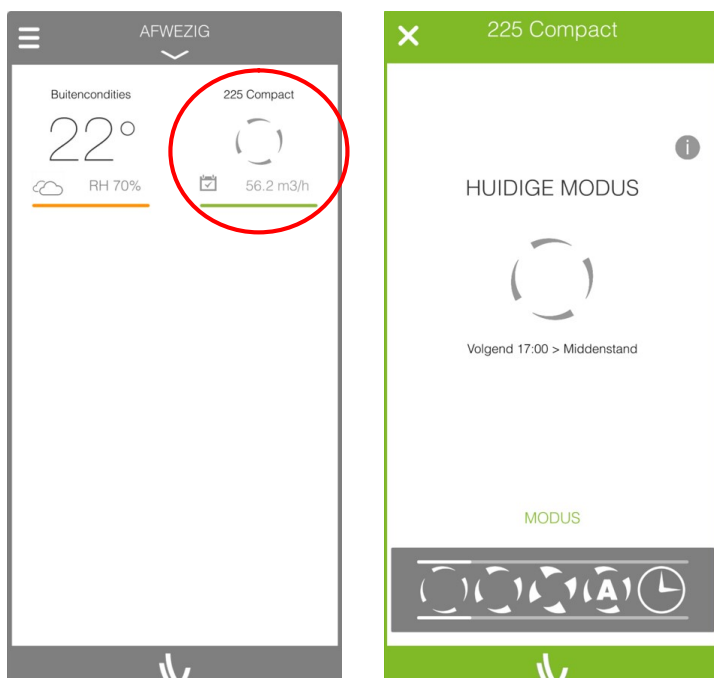 AFWEZIG
Buitencondities
22°
RH 70%
225 Compact
56.2 m3/h
225 Compact
i
HUIDIGE MODUS
Volgend 17:00 > Middenstand
MODUS
A